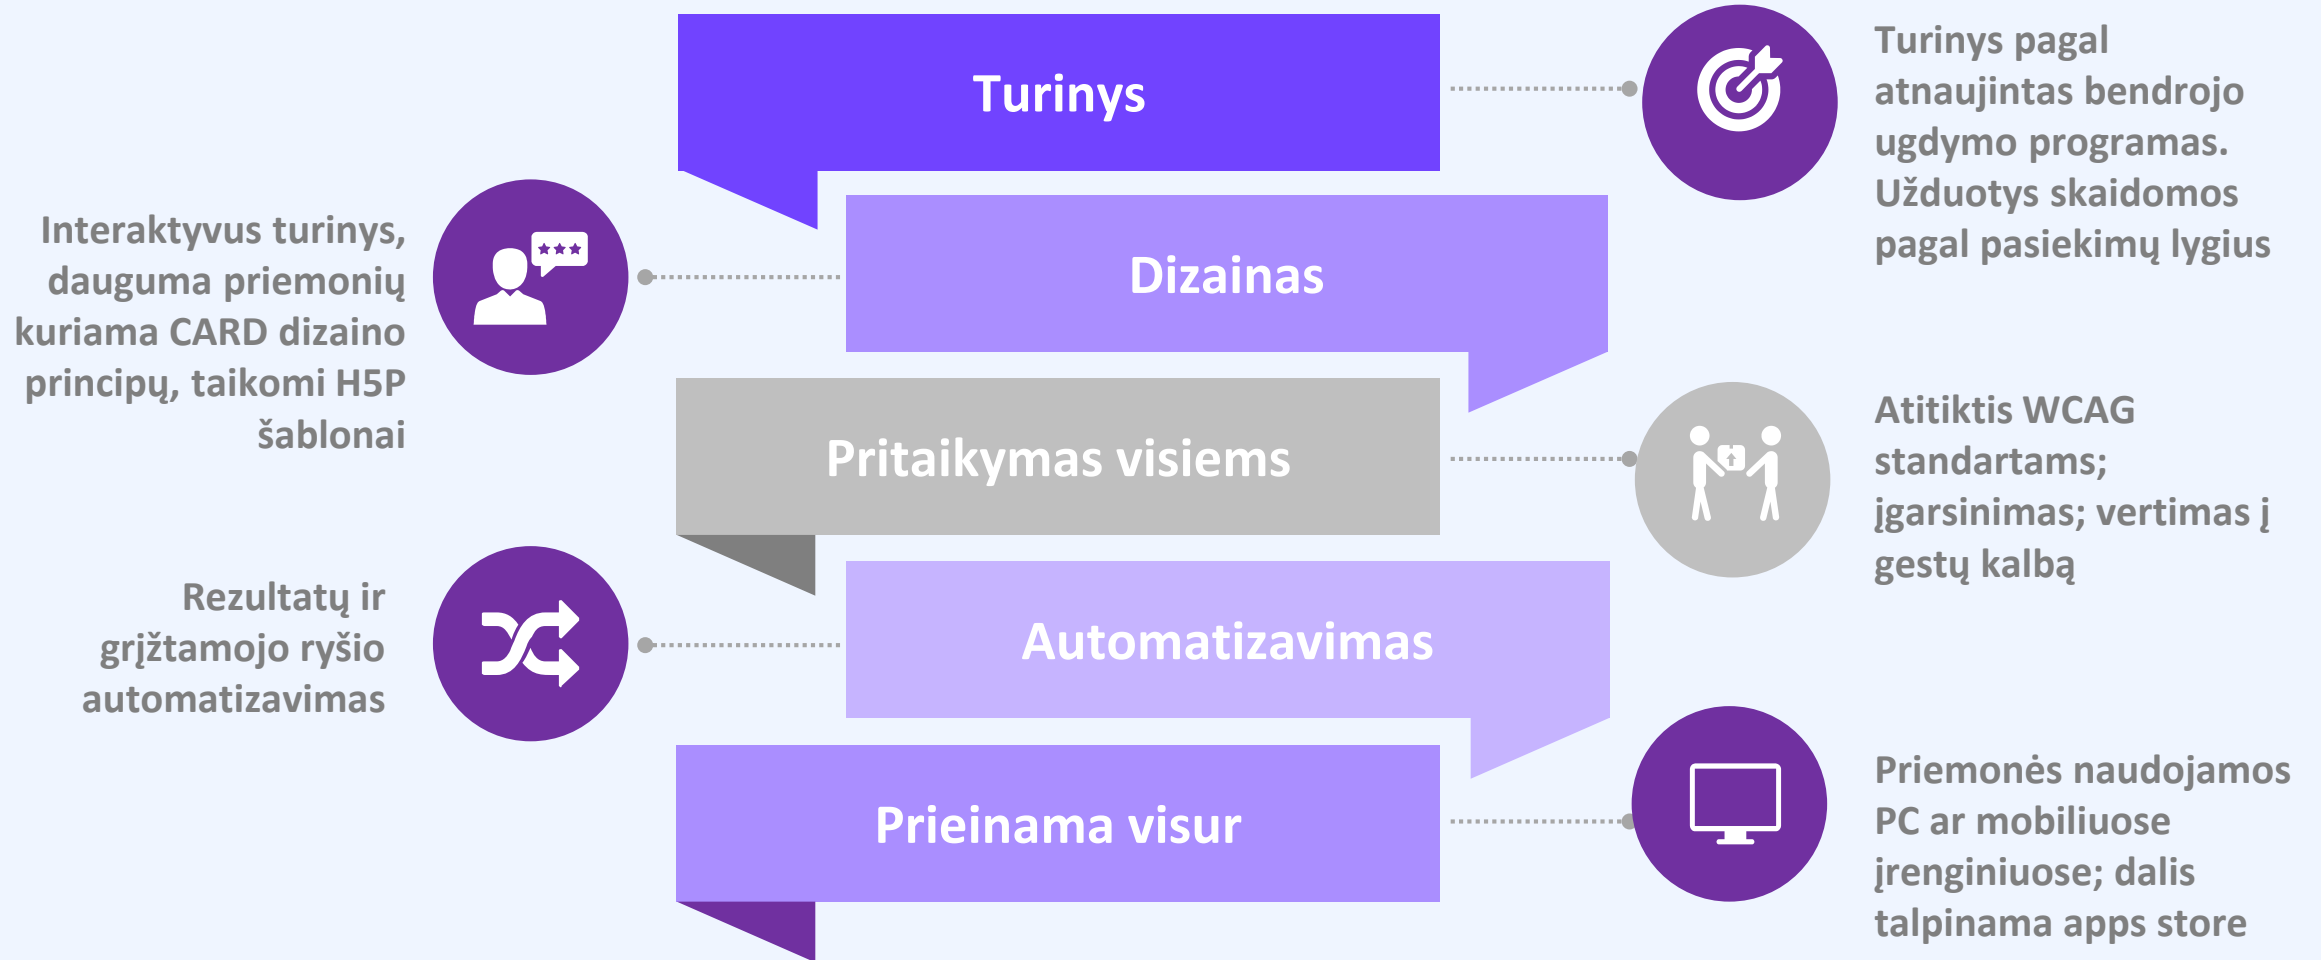 Turinys
Turinys pagal
atnaujintas bendrojo
ugdymo programas.
Užduotys skaidomos
pagal pasiekimų lygius
Dizainas
Interaktyvus turinys,
dauguma priemonių
kuriama CARD dizaino
principų, taikomi H5P
šablonai
Pritaikymas visiems
Atitiktis WCAG
standartams;
įgarsinimas; vertimas į
gestų kalbą
Automatizavimas
Rezultatų ir
grįžtamojo ryšio
automatizavimas
Prieinama visur
Priemonės naudojamos
PC ar mobiliuose
įrenginiuose; dalis
talpinama apps store